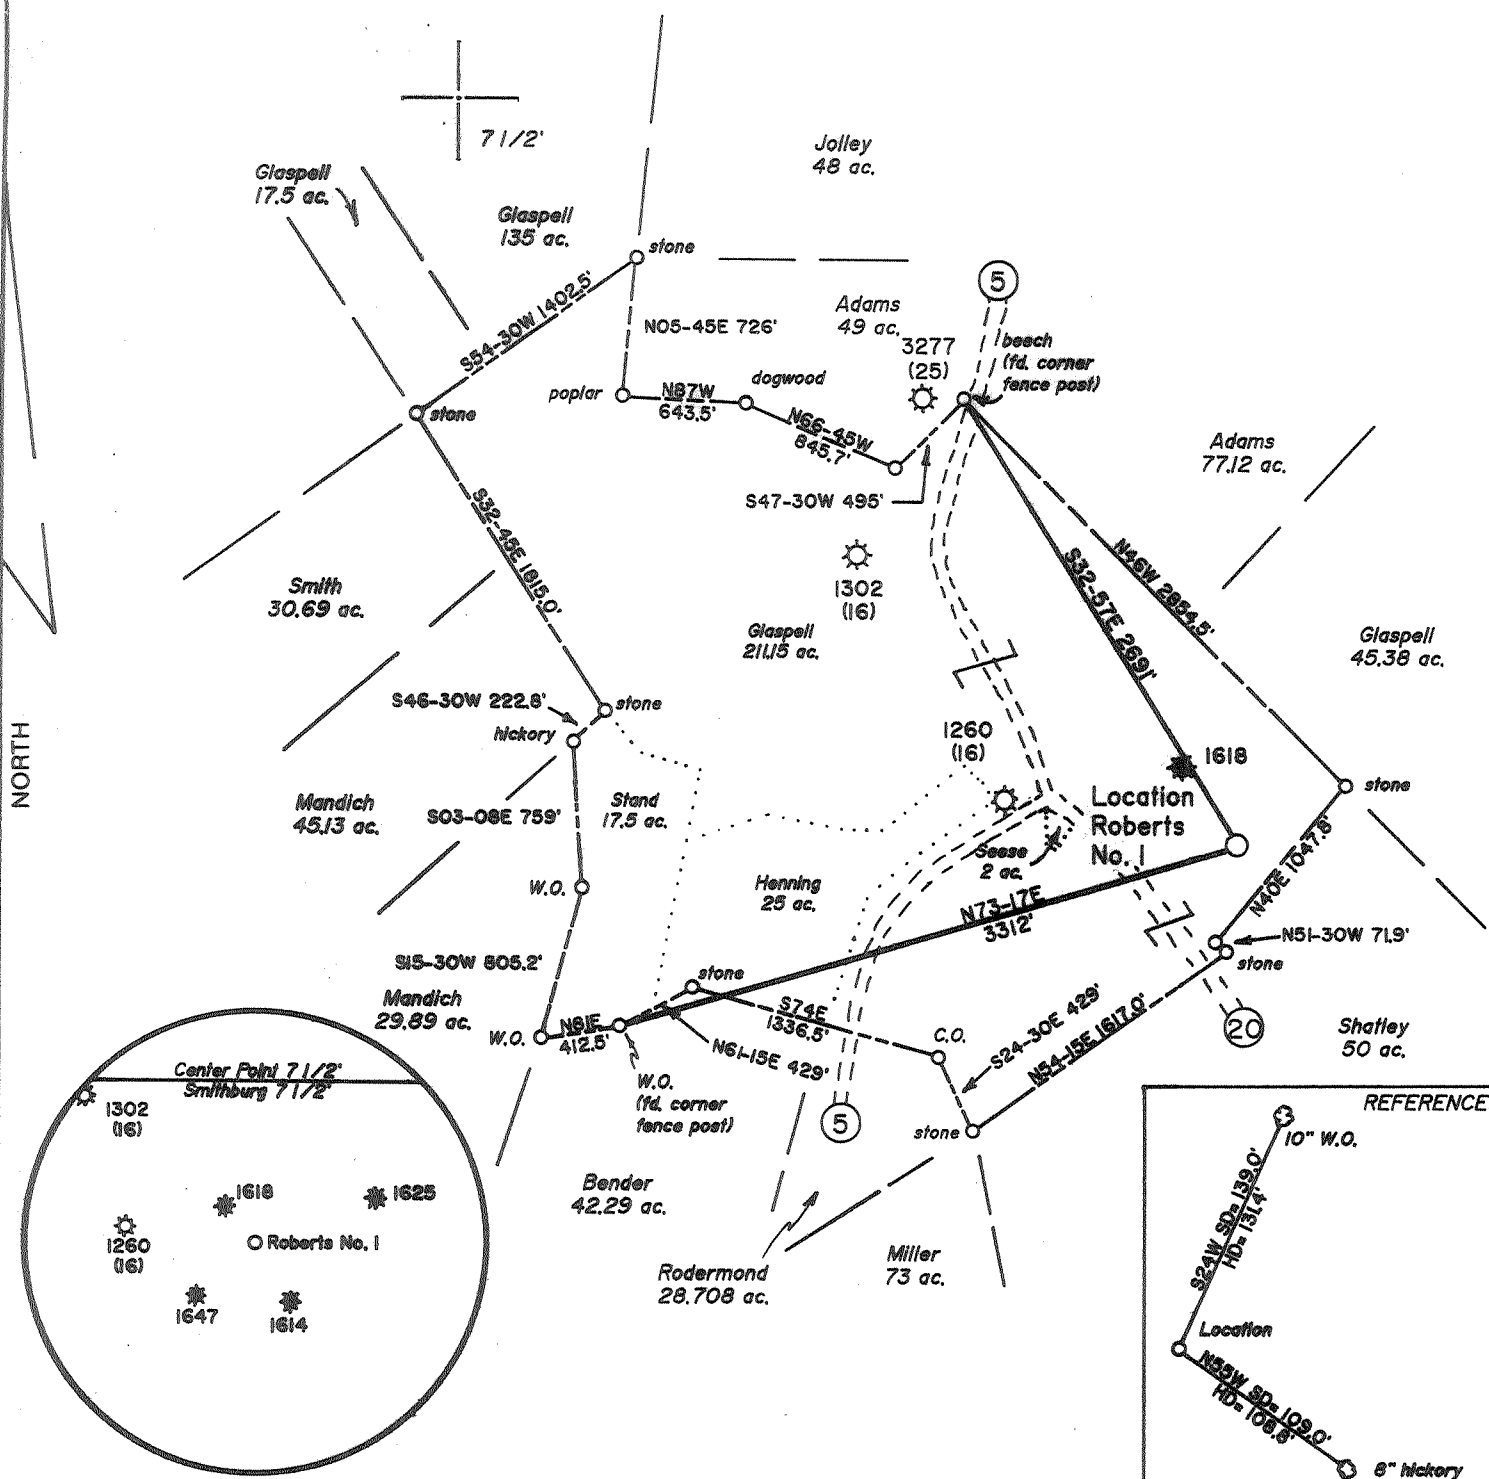 7 1/2'
Jolley
48 ac.
Glaspell
17.5 ac.
Glaspell
135 ac.
stone
S54-30W 1402.5'
N05-45E 726'
Adams
49 ac.
5
3277
(25)
beech
(fd. corner
fence post)
poplar
N87W
643.5'
dogwood
N66-45W
845.7'
stone
S47-30W 495'
Adams
77.12 ac.
S32-45E 1815.0'
1302
(16)
S32-57E 2691'
N46W 2854.5'
Smith
30.69 ac.
Glaspell
211.15 ac.
Glaspell
45.38 ac.
S46-30W 222.8'
stone
hickory
NORTH
1260
(16)
1618
stone
Mandich
45.13 ac.
S03-08E 759'
Stand
17.5 ac.
Location
Roberts
No. 1
Sease
2 ac.
N40E 1047.8'
W.O.
Henning
25 ac.
N73-17E
3312'
N51-30W 71.9'
stone
S15-30W 805.2'
stone
Mandich
29.89 ac.
W.O.
N81E
412.5'
S74E
1336.5'
N61-15E 429'
C.O.
S24-30E 429'
N54-15E 1617.0'
20
Shatley
50 ac.
W.O.
(fd. corner
fence post)
5
stone
Bender
42.29 ac.
Rodermond
28.708 ac.
Miller
73 ac.
Center Point 7 1/2'
Smithburg 7 1/2'
1302
(16)
1618
1625
1260
(16)
Roberts No. 1
1647
1614
REFERENCE
10" W.O.
S24W SD= 139.0'
HD= 131.4'
Location
N55W SD= 109.0'
HD= 108.8'
8" hickory